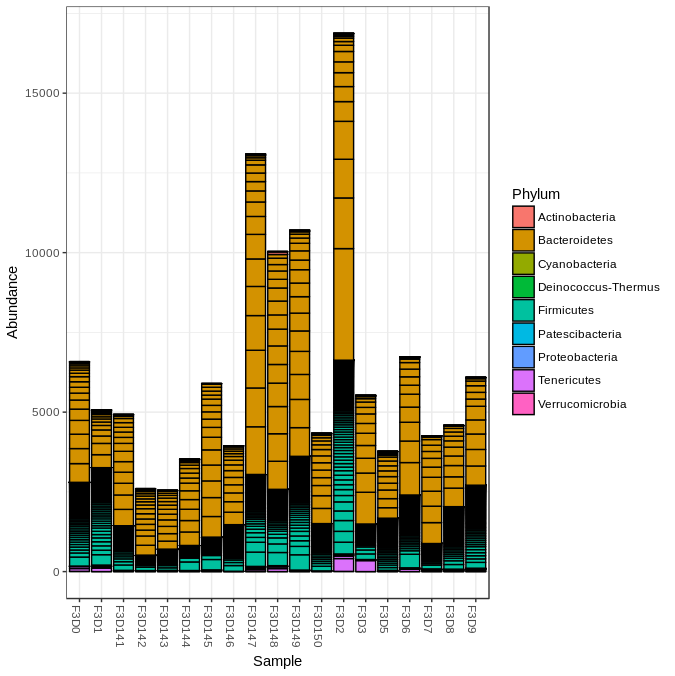 15000
10000
5000
0
Abundance
F3D0
F3D1
F3D141
F3D142
F3D143
F3D144
F3D145
F3D146
F3D147
F3D148
F3D149
F3D150
F3D2
F3D3
F3D5
F3D6
F3D7
F3D8
F3D9
Sample
Phylum
Actinobacteria
Bacteroidetes
Cyanobacteria
Deinococcus-Thermus
Firmicutes
Patescibacteria
Proteobacteria
Tenericutes
Verrucomicrobia